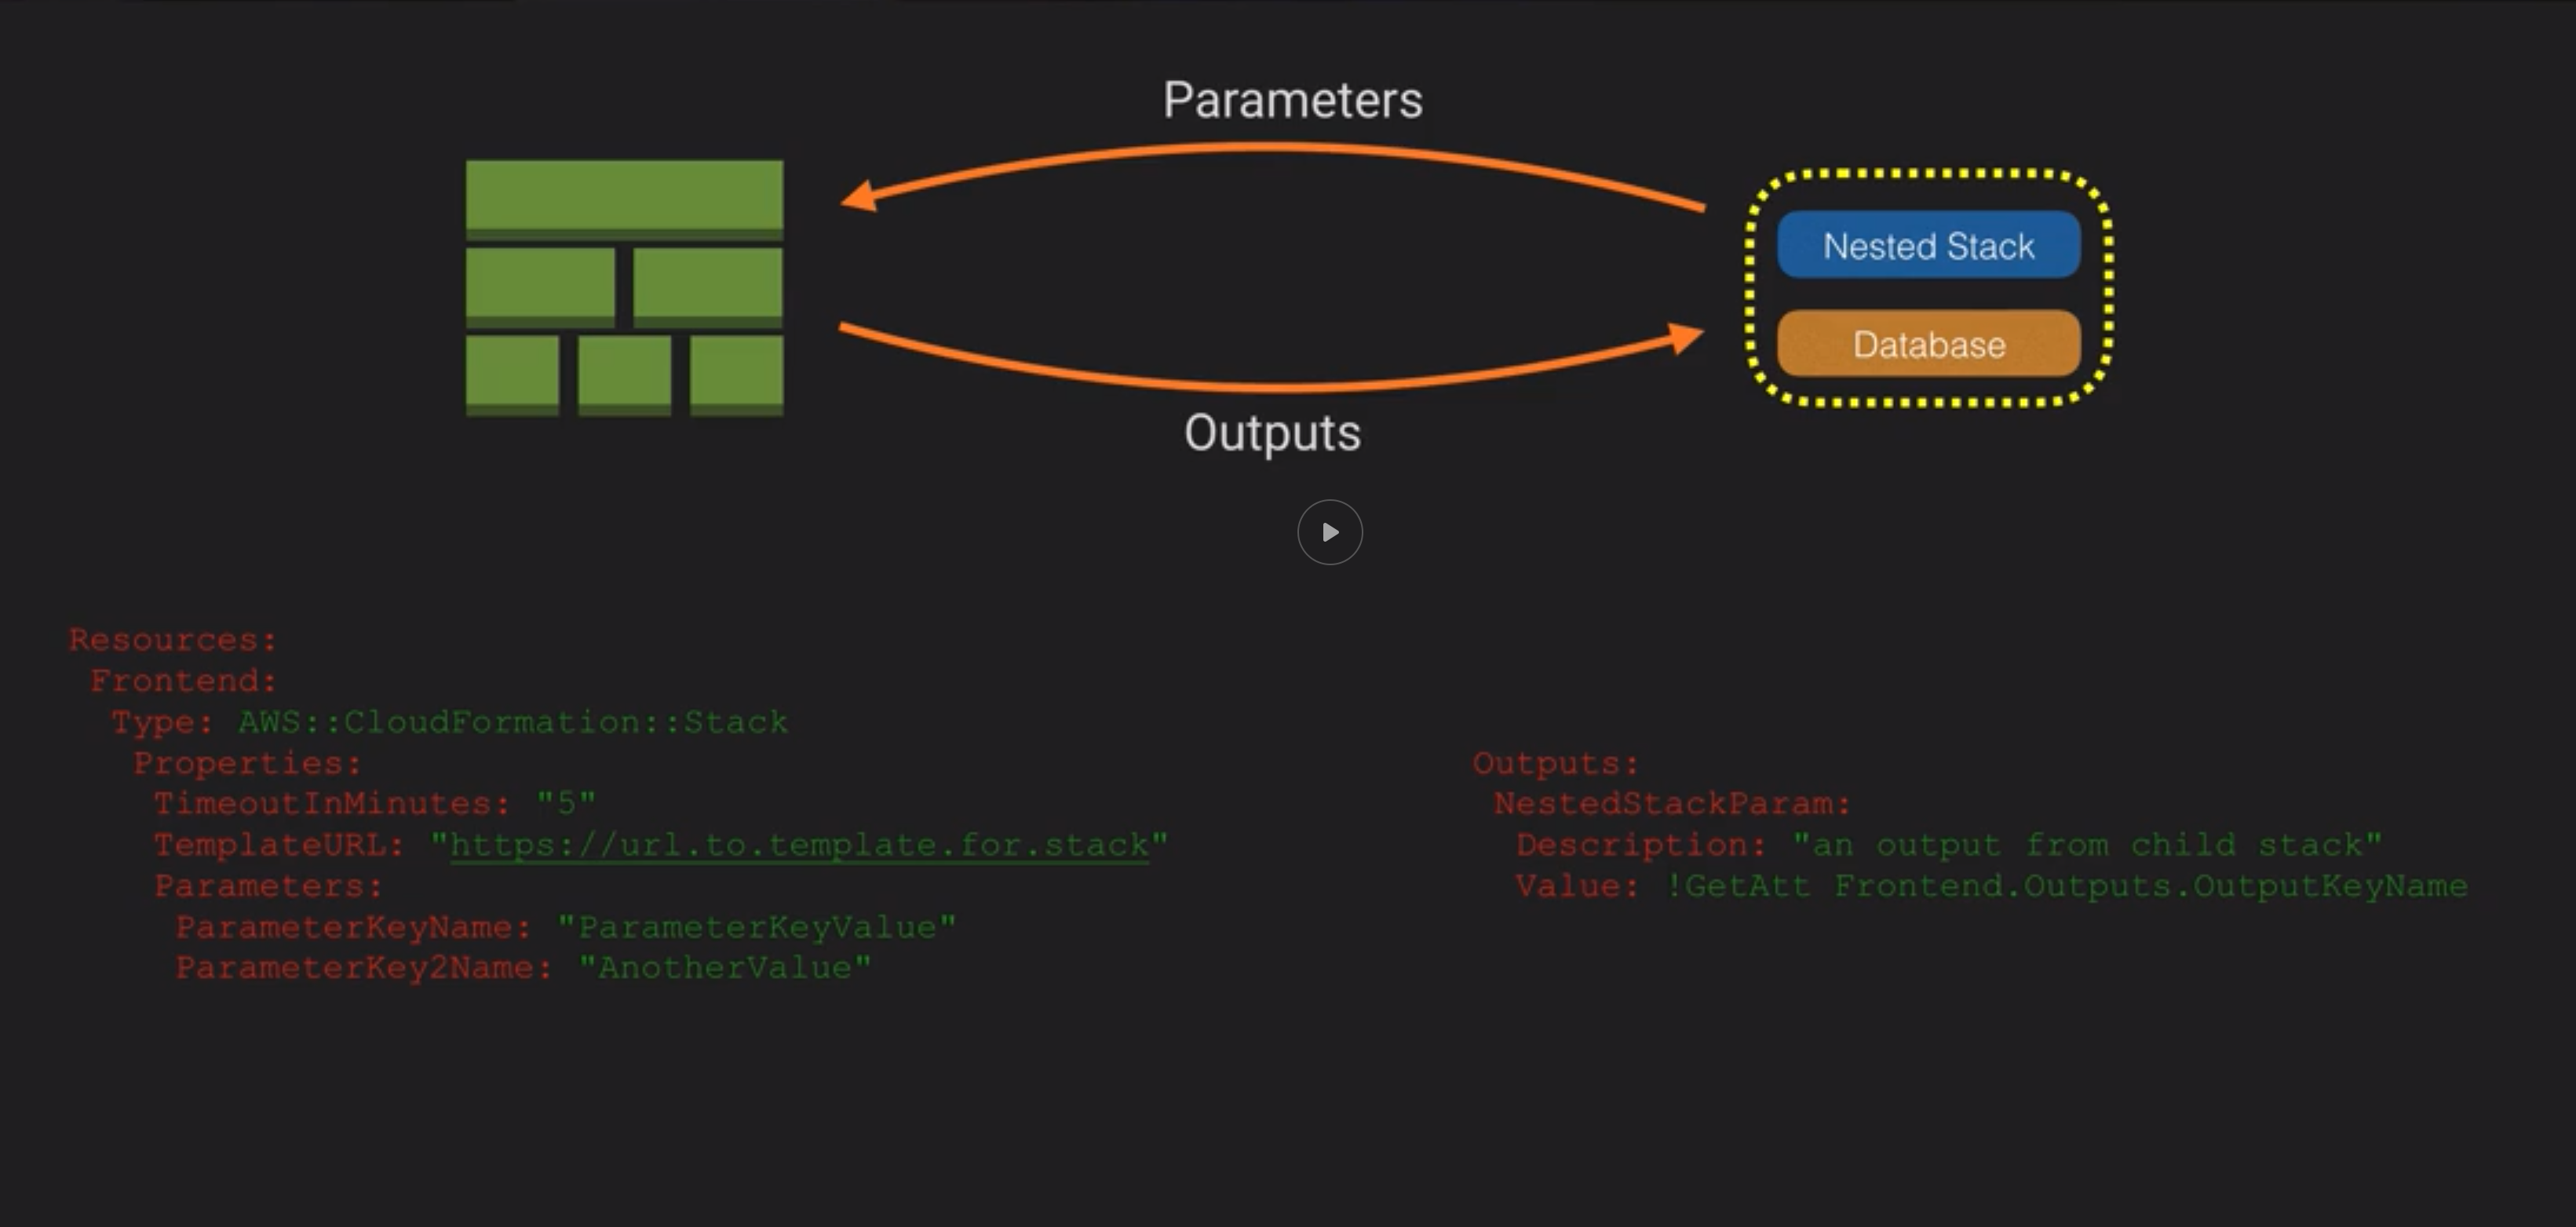 Parameters
Nested Stack
Database
Outputs
Resources:
Frontend:
Type: AWS::CloudFormation::Stack
Properties:
TimeoutInMinutes: "5"
TemplateURL: "https://url.to.template.for.stack"
Parameters:
ParameterKeyName: "ParameterKeyValue"
ParameterKey2Name: "AnotherValue"
Outputs:
NestedStackParam:
Description: "an output from child stack"
Value: !GetAtt Frontend.Outputs.OutputKeyName